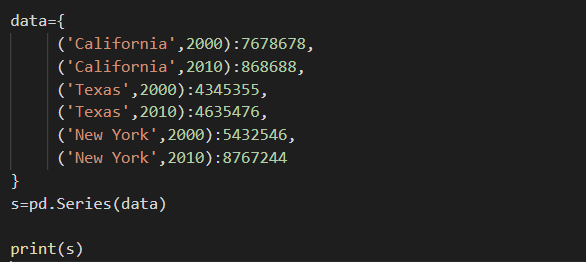 data={
    ('California',2000):7678678,
    ('California',2010):868688,
    ('Texas',2000):4345355,
    ('Texas',2010):4635476,
    ('New York',2000):5432546,
    ('New York',2010):8767244
}
s=pd.Series(data)

print(s)